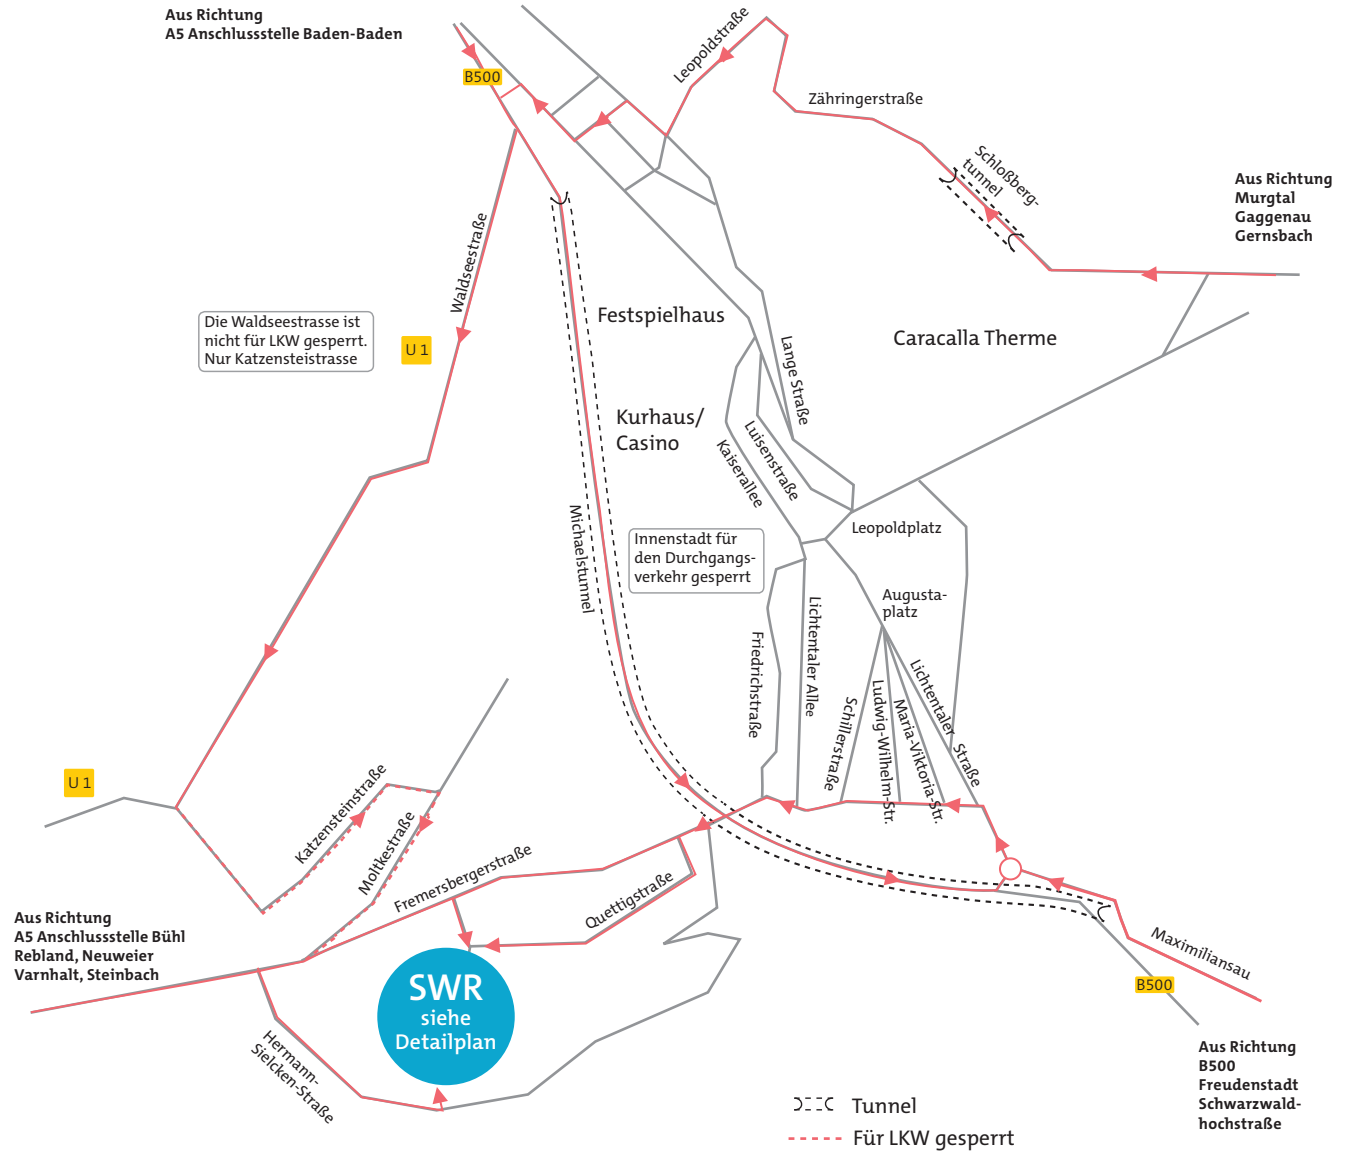 Aus Richtung
A5 Anschlussstelle Baden-Baden
B500
Leopoldstraße
Zähringerstraße
Schloßberg-
tunnel
Aus Richtung
Murgtal
Gaggenau
Gernsbach
Waldseestraße
Die Waldseestrasse ist
nicht für LKW gesperrt.
Nur Katzensteistrasse
U 1
Festspielhaus
Caracalla Therme
Lange Straße
Kurhaus/
Casino
Luisenstraße
Kaiserallee
Michaelstunnel
Innenstadt für
den Durchgangs-
verkehr gesperrt
Leopoldplatz
Augusta-
platz
Friedrichstraße
Lichtentaler Allee
Schillerstraße
Ludwig-Wilhelm-Str.
Maria-Viktoria-Str.
Lichtentaler Straße
U 1
Katzensteinstraße
Moltkestraße
Fremersbergerstraße
Quettigstraße
Aus Richtung
A5 Anschlussstelle Bühl
Rebland, Neuweier
Varnhalt, Steinbach
Maximiliansau
B500
SWR
siehe
Detailplan
Hermann-
Sielcken-Straße
Aus Richtung
B500
Freudenstadt
Schwarzwald-
hochstraße
Tunnel
Für LKW gesperrt